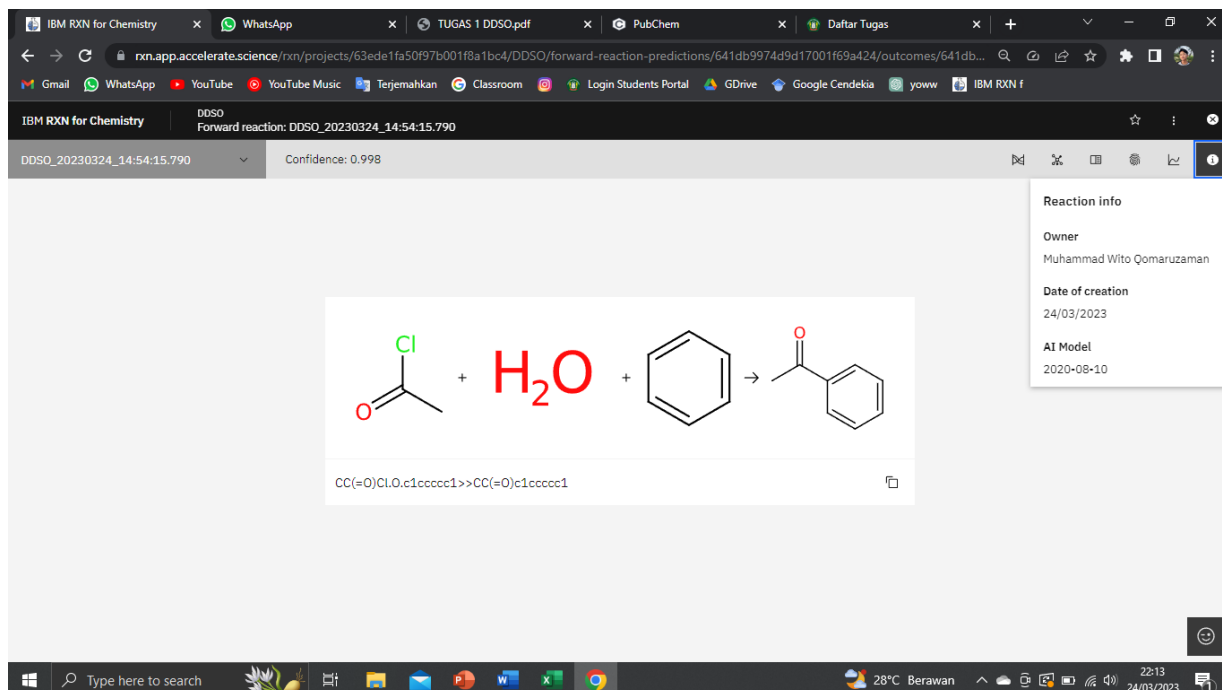 IBM RXN for Chemistry
WhatsApp
TUGAS 1 DDSO.pdf
PubChem
Daftar Tugas
rxn.app.accelerate.science/rxn/projects/63ede1fa50f97b001f8a1bc4/DDSO/forward-reaction-predictions/641db9974d9d17001f69a424/outcomes/641db...
Gmail WhatsApp YouTube YouTube Music Terjemahkan Classroom Login Students Portal GDrive Google Cendekia yoww IBM RXN f
IBM RXN for Chemistry
DDSO
Forward reaction: DDSO_20230324_14:54:15.790
DDSO_20230324_14:54:15.790
Confidence: 0.998
Reaction info
Owner
Muhammad Wito Qomaruzaman
Date of creation
24/03/2023
AI Model
2020-08-10
Cl
O
+
H₂O
+
→
O
CC(=O)Cl.O.c1ccccc1>>CC(=O)c1ccccc1
Type here to search
28°C Berawan
22:13
24/03/2023